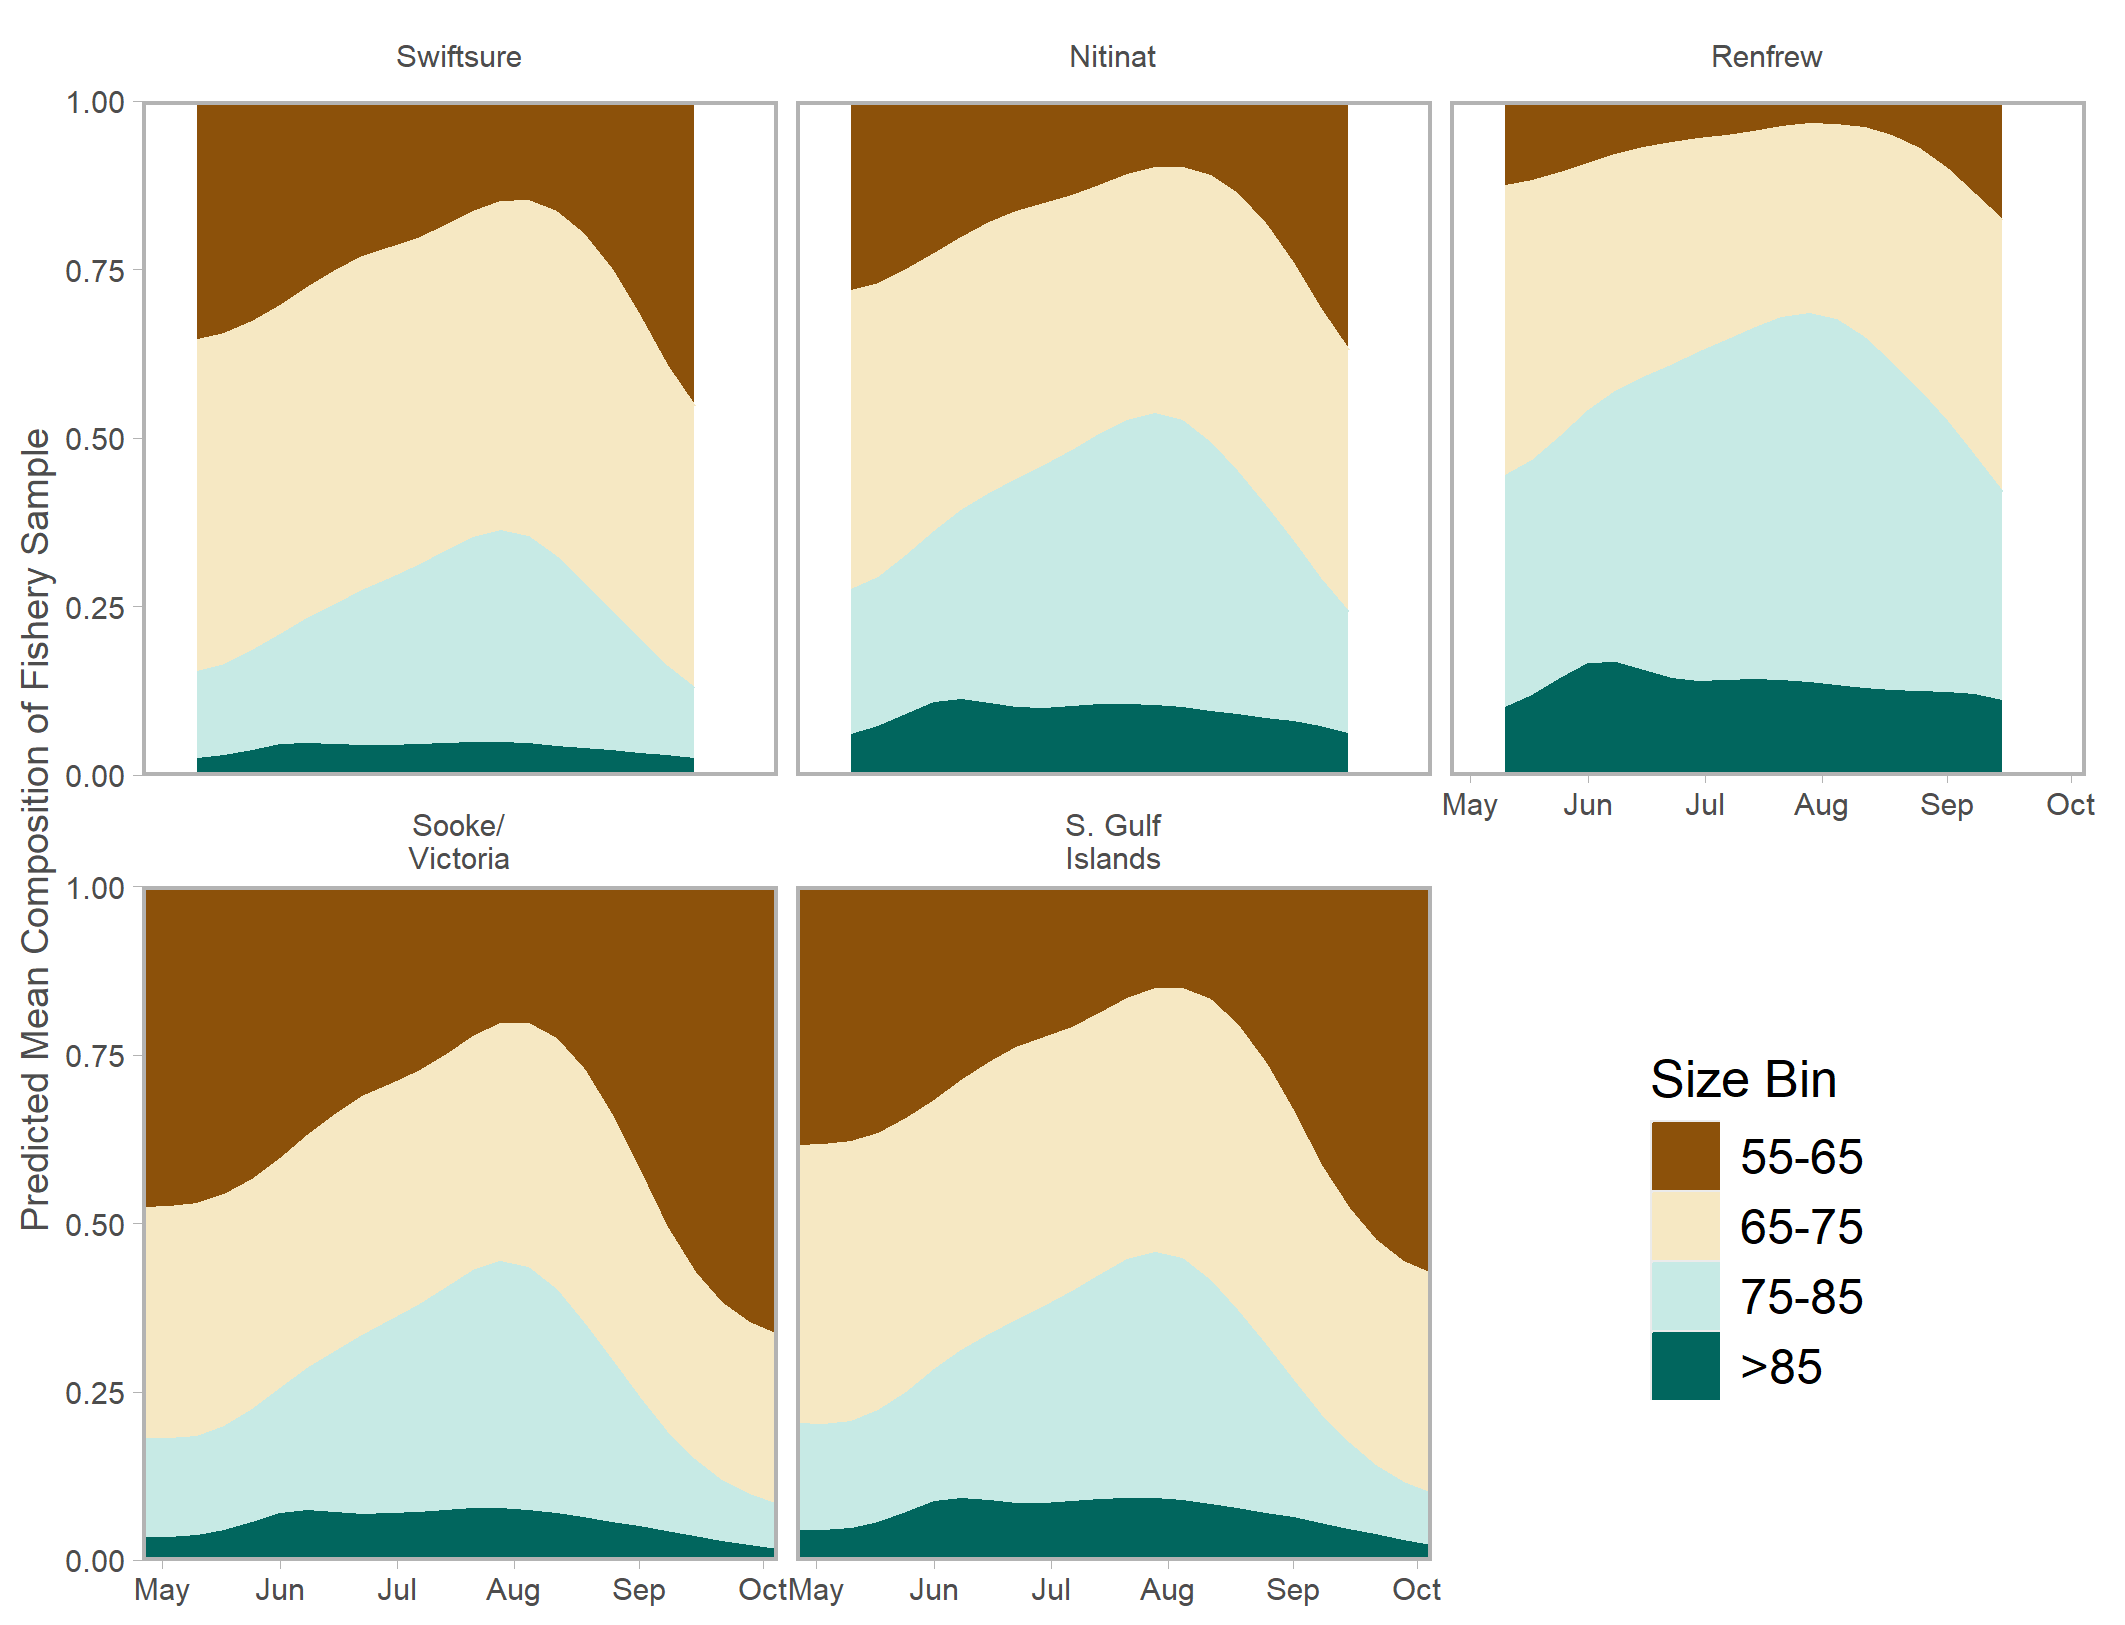 Swiftsure
Nitinat
Renfrew
Predicted Mean Composition of Fishery Sample
1.00
0.75
0.50
0.25
0.00
May Jun Jul Aug Sep Oct
Sooke/
Victoria
S. Gulf
Islands
1.00
0.75
0.50
0.25
0.00
May Jun Jul Aug Sep Oct
May Jun Jul Aug Sep Oct
Size Bin
55-65
65-75
75-85
>85